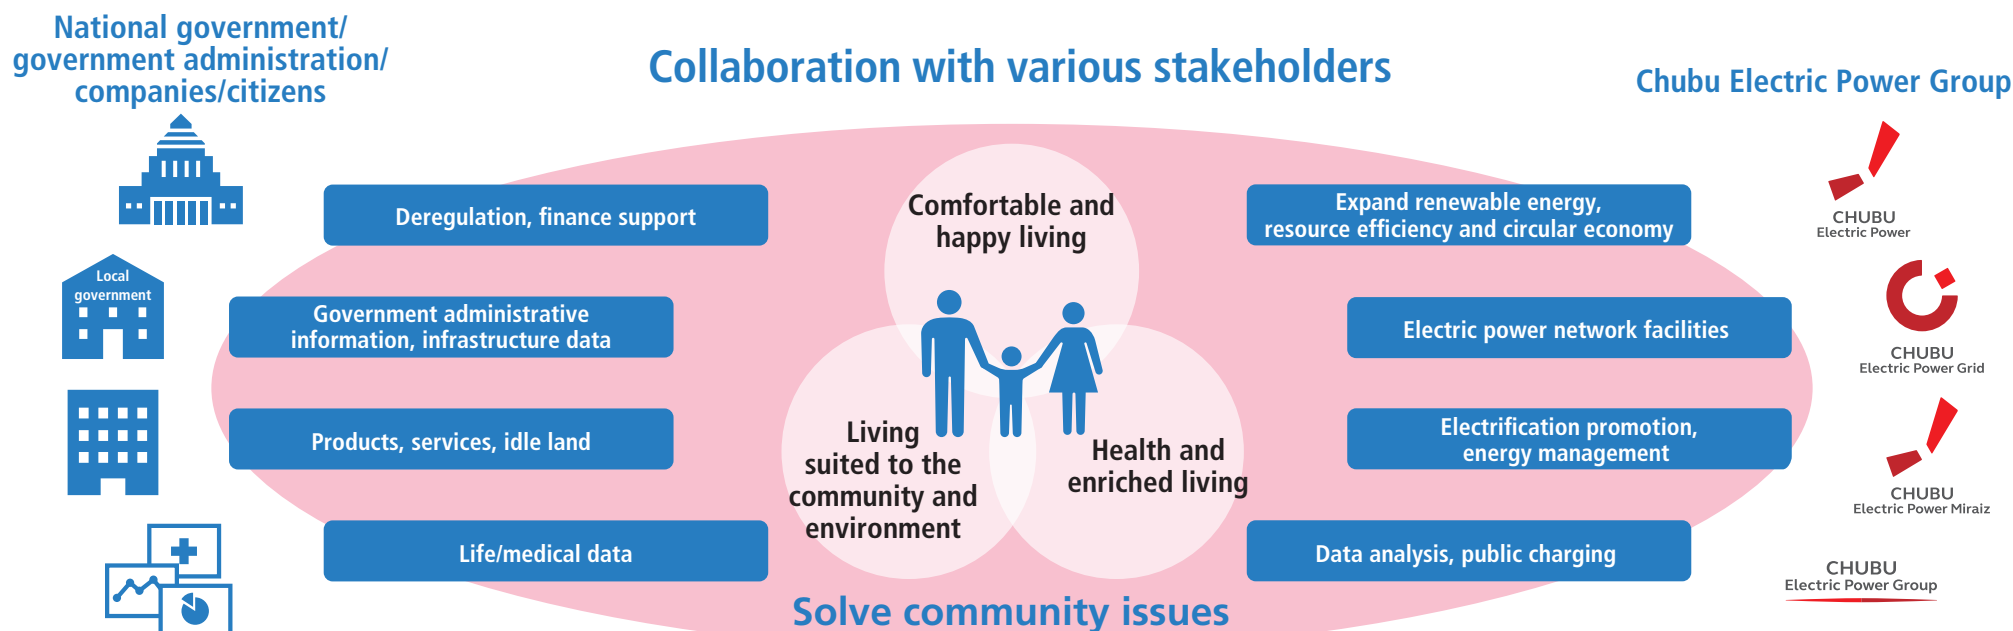 National government/
government administration/
companies/citizens
Collaboration with various stakeholders
Chubu Electric Power Group
Local
government
Deregulation, finance support
Government administrative
information, infrastructure data
Products, services, idle land
Life/medical data
Comfortable and
happy living
Living
suited to the
community and
environment
Health and
enriched living
Solve community issues
Expand renewable energy,
resource efficiency and circular economy
Electric power network facilities
Electrification promotion,
energy management
Data analysis, public charging
CHUBU
Electric Power
CHUBU
Electric Power Grid
CHUBU
Electric Power Miraiz
CHUBU
Electric Power Group